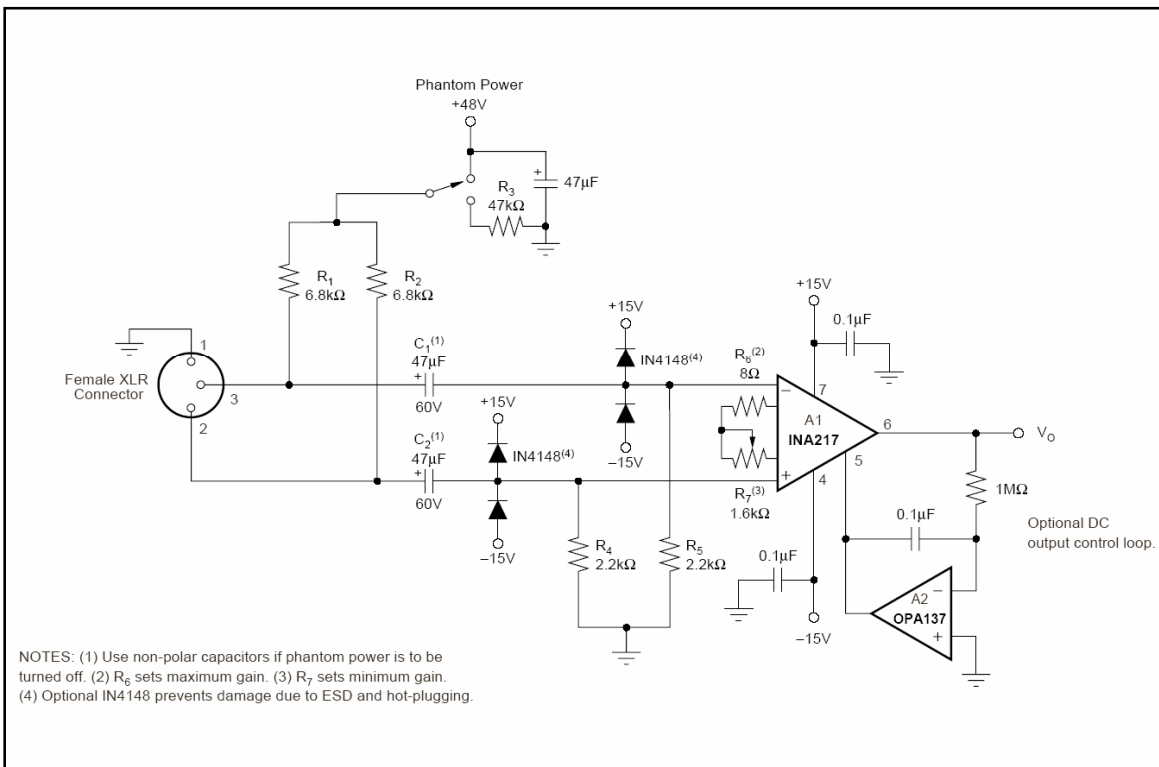 Phantom Power
+48V
R3
47kΩ
+
47µF
R1
6.8kΩ
R2
6.8kΩ
+15V
+15V
0.1µF
1
Female XLR
Connector
3
2
C1(1)
47µF
+
60V
IN4148(4)
R6(2)
8Ω
–
7
A1
INA217
6
VO
+15V
–15V
C2(1)
47µF
+
60V
IN4148(4)
+
4
5
R7(3)
1.6kΩ
–15V
1MΩ
0.1µF
Optional DC
output control loop.
R4
2.2kΩ
R5
2.2kΩ
0.1µF
–15V
–
A2
OPA137
+
NOTES: (1) Use non-polar capacitors if phantom power is to be
turned off. (2) R6 sets maximum gain. (3) R7 sets minimum gain.
(4) Optional IN4148 prevents damage due to ESD and hot-plugging.